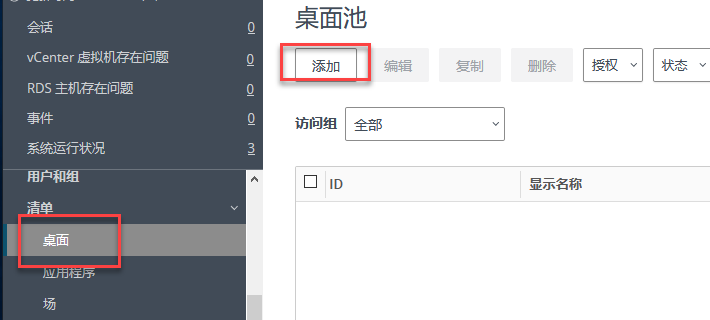 会话 0
vCenter 虚拟机存在问题 0
RDS 主机存在问题 0
事件 0
系统运行状况 3
用户和组
清单
桌面
应用程序
场
桌面池
添加 编辑 复制 删除 授权 状态
访问组 全部
ID 显示名称